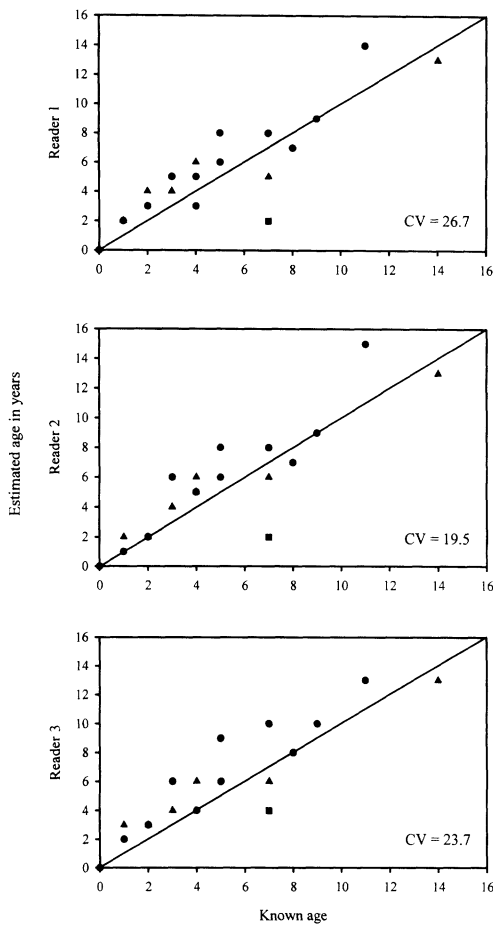 16
14
12
10
8
6
4
2
0
0 2 4 6 8 10 12 14 16
Reader 1
CV = 26.7
16
14
12
10
8
6
4
2
0
0 2 4 6 8 10 12 14 16
Estimated age in years
Reader 2
CV = 19.5
16
14
12
10
8
6
4
2
0
0 2 4 6 8 10 12 14 16
Reader 3
CV = 23.7
Known age